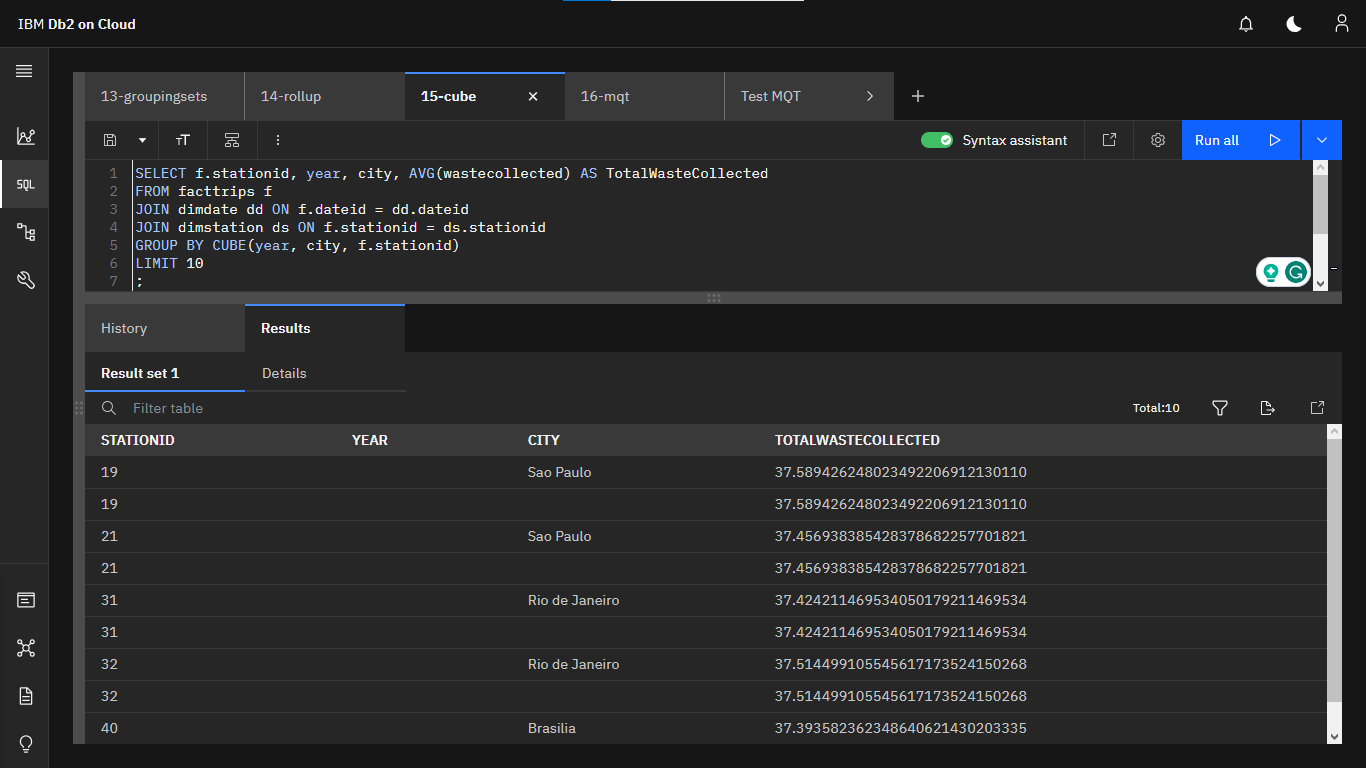 IBM Db2 on Cloud
13-groupingsets 14-rollup 15-cube 16-mqt Test MQT
Syntax assistant Run all
SQL
1 SELECT f.stationid, year, city, AVG(wastecollected) AS TotalWasteCollected
2 FROM facttrips f
3 JOIN dimdate dd ON f.dateid = dd.dateid
4 JOIN dimstation ds ON f.stationid = ds.stationid
5 GROUP BY CUBE(year, city, f.stationid)
6 LIMIT 10
7 ;
History Results
Result set 1 Details
Filter table Total:10
STATIONID YEAR CITY TOTALWASTECOLLECTED
19 Sao Paulo 37.589426248023492206912130110
19 37.589426248023492206912130110
21 Sao Paulo 37.456938385428378682257701821
21 37.456938385428378682257701821
31 Rio de Janeiro 37.424211469534050179211469534
31 37.424211469534050179211469534
32 Rio de Janeiro 37.514499105545617173524150268
32 37.514499105545617173524150268
40 Brasilia 37.393582362348640621430203335